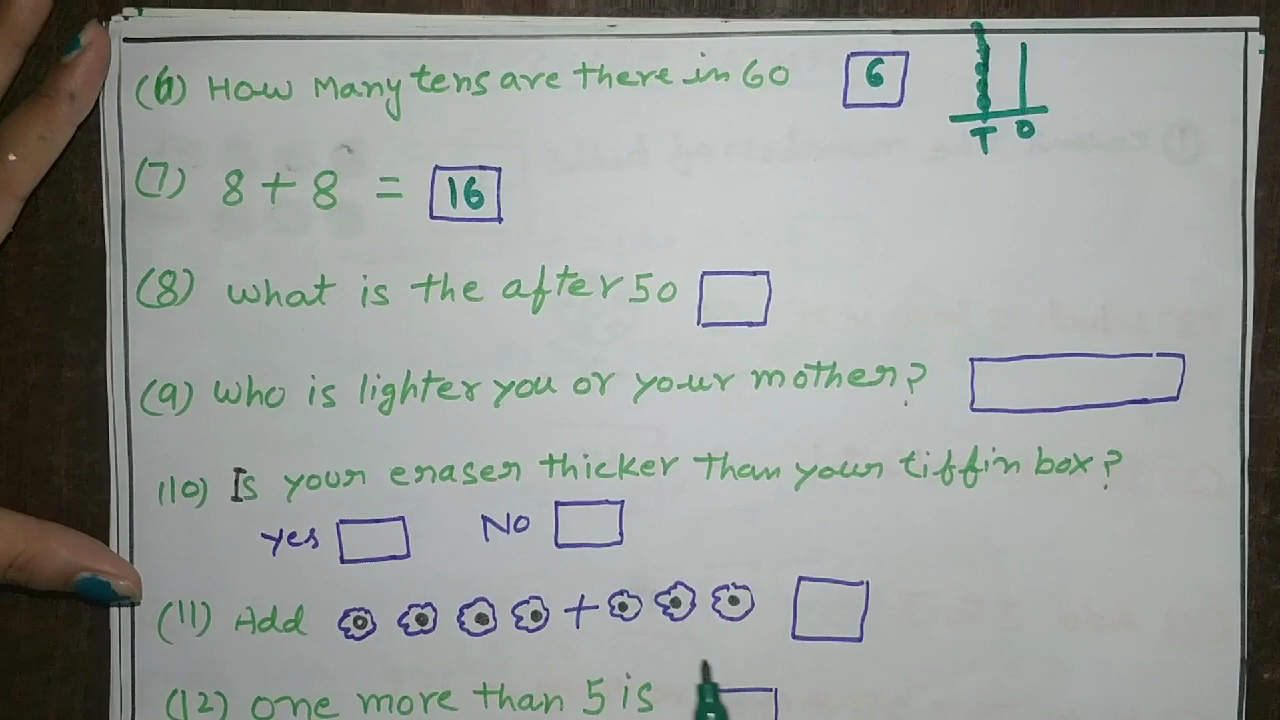 (6) How Many tens are there in 60 6
T O
(7) 8 + 8 = 16
(8) what is the after 50
(9) Who is lighter you or your mother?
(10) Is your eraser thicker than your tiffin box?
yes No
(11) Add +
(12) one more than 5 is